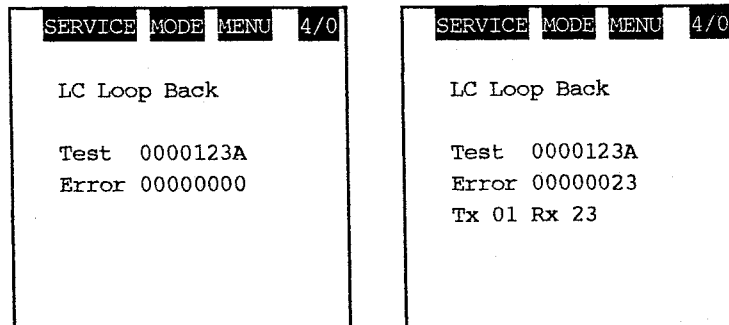 SERVICE MODE MENU 4/0
LC Loop Back
Test 0000123A
Error 00000000
SERVICE MODE MENU 4/0
LC Loop Back
Test 0000123A
Error 00000023
Tx 01 Rx 23